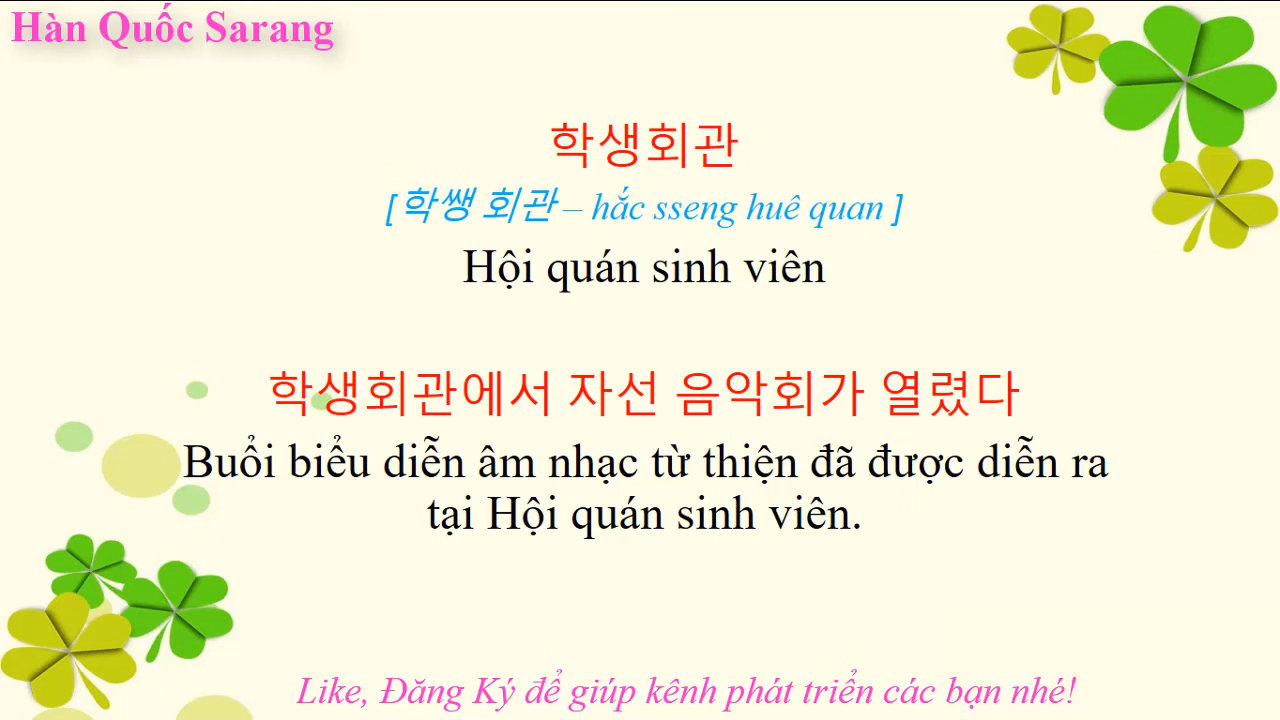 Hàn Quốc Sarang
학생회관
[학쌩 회관 – hắc sseng huê quan ]
Hội quán sinh viên
학생회관에서 자선 음악회가 열렸다
Buổi biểu diễn âm nhạc từ thiện đã được diễn ra
tại Hội quán sinh viên.
Like, Đăng Ký để giúp kênh phát triển các bạn nhé!